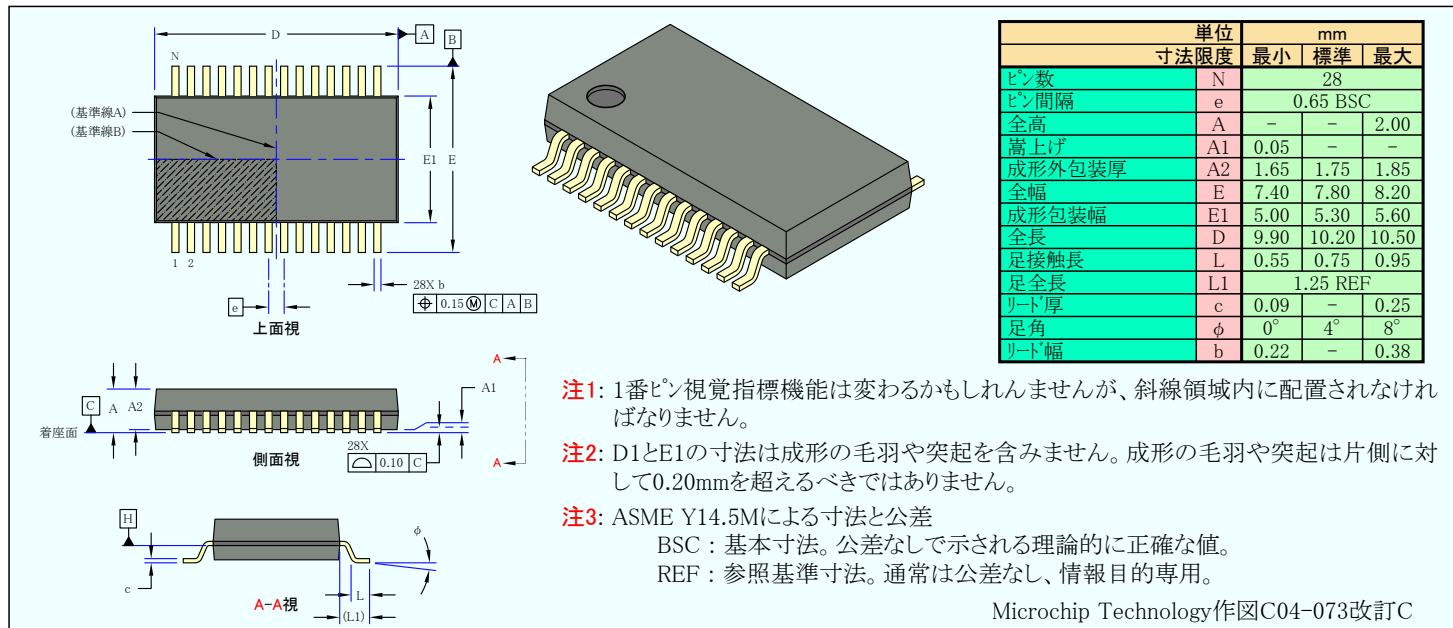 D
A
B
N
(基準線A)
(基準線B)
E1
E
1 2
28X b
e
0.15 Ⓜ C A B
上面視
A
A1
C
A
A2
着座面
28X
0.10 C
側面視
A
H
φ
c
L
(L1)
A-A視
単位 mm
寸法限度 最小 標準 最大
ピン数 N 28
ピン間隔 e 0.65 BSC
全高 A - - 2.00
嵩上げ A1 0.05 - -
成形外包装厚 A2 1.65 1.75 1.85
全幅 E 7.40 7.80 8.20
成形包装幅 E1 5.00 5.30 5.60
全長 D 9.90 10.20 10.50
足接触長 L 0.55 0.75 0.95
足全長 L1 1.25 REF
リード厚 c 0.09 - 0.25
足角 φ 0° 4° 8°
リード幅 b 0.22 - 0.38
注1: 1番ピン視覚指標機能は変わるかもしれんませんが、斜線領域内に配置されなけれ
ばなりません。
注2: D1とE1の寸法は成形の毛羽や突起を含みません。成形の毛羽や突起は片側に対
して0.20mmを超えるべきではありません。
注3: ASME Y14.5Mによる寸法と公差
BSC : 基本寸法。公差なしで示される理論的に正確な値。
REF : 参照基準寸法。通常は公差なし、情報目的専用。
Microchip Technology作図C04-073改訂C